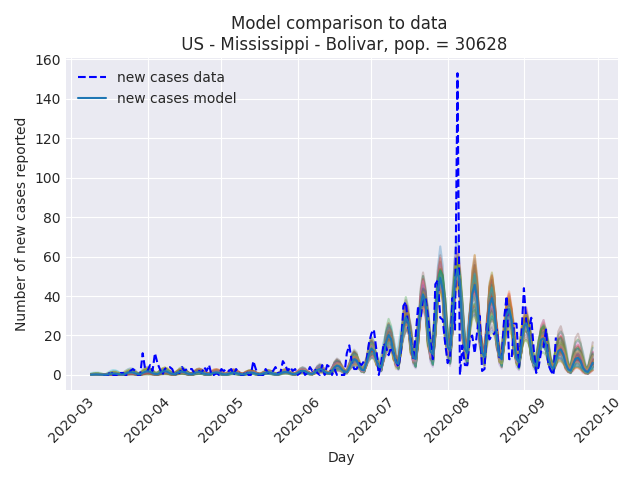 Model comparison to data
US - Mississippi - Bolivar, pop. = 30628
new cases data
new cases model
Number of new cases reported
160
140
120
100
80
60
40
20
0
2020-03
2020-04
2020-05
2020-06
2020-07
2020-08
2020-09
2020-10
Day